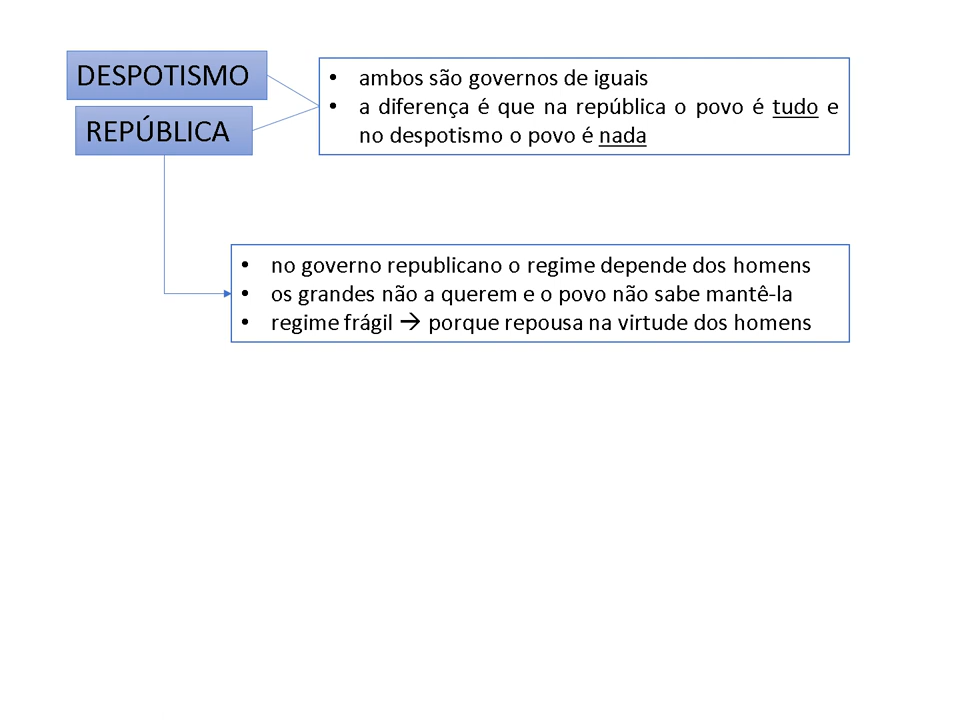 DESPOTISMO
REPÚBLICA
• ambos são governos de iguais
• a diferença é que na república o povo é tudo e
no despotismo o povo é nada
• no governo republicano o regime depende dos homens
• os grandes não a querem e o povo não sabe mantê-la
• regime frágil → porque repousa na virtude dos homens